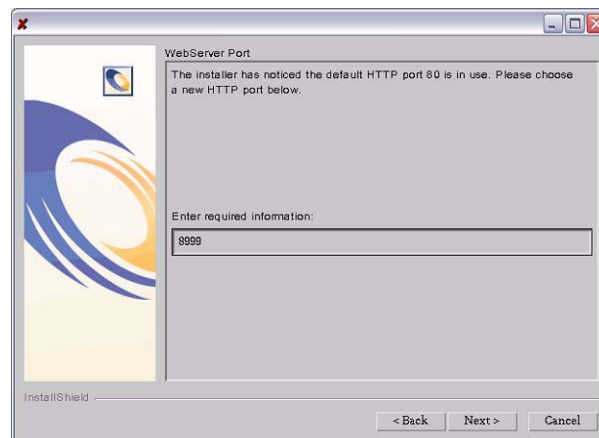 WebServer Port
The installer has noticed the default HTTP port 80 is in use. Please choose
a new HTTP port below.
Enter required information:
8999
InstallShield
< Back
Next >
Cancel